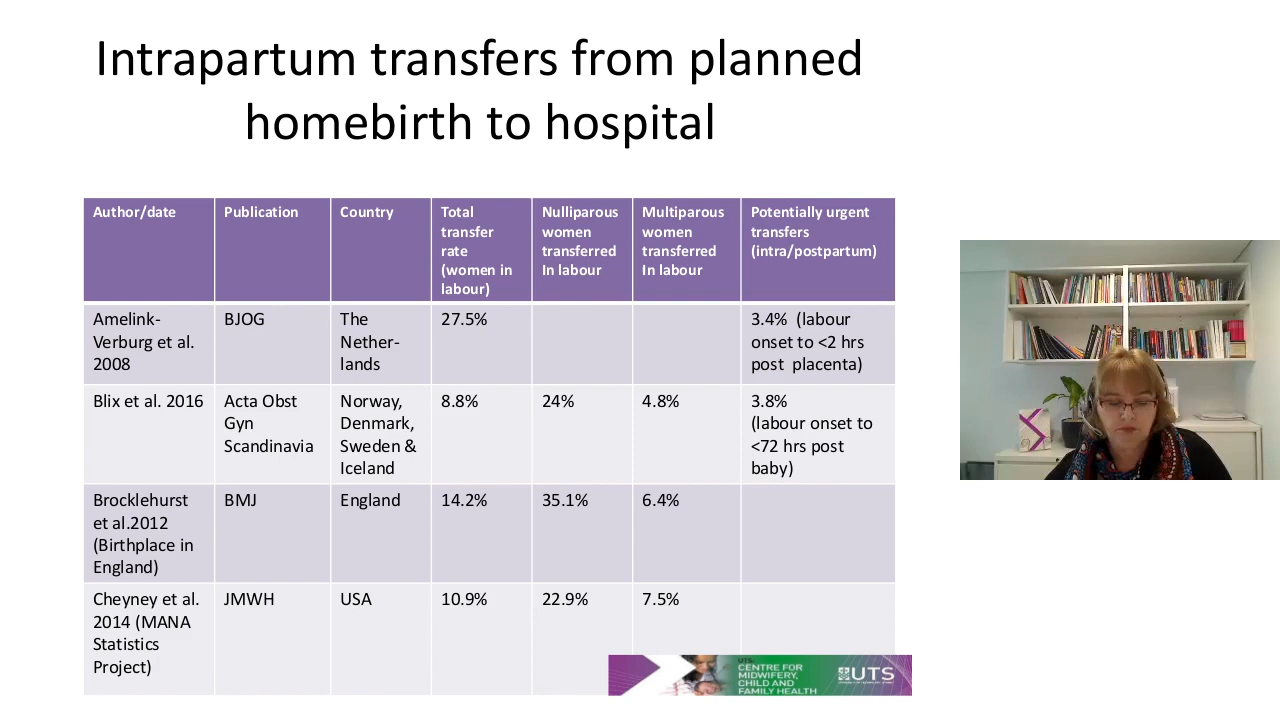 Intrapartum transfers from planned
homebirth to hospital
Author/date
Publication
Country
Total
transfer
rate
(women in
labour)
Nulliparous
women
transferred
In labour
Multiparous
women
transferred
In labour
Potentially urgent
transfers
(intra/postpartum)
Amelink-
Verburg et al.
2008
BJOG
The
Nether-
lands
27.5%
3.4%  (labour
onset to <2 hrs
post  placenta)
Blix et al. 2016
Acta Obst
Gyn
Scandinavia
Norway,
Denmark,
Sweden &
Iceland
8.8%
24%
4.8%
3.8%
(labour onset to
<72 hrs post
baby)
Brocklehurst
et al.2012
(Birthplace in
England)
BMJ
England
14.2%
35.1%
6.4%
Cheyney et al.
2014 (MANA
Statistics
Project)
JMWH
USA
10.9%
22.9%
7.5%
UTS:
CENTRE FOR
MIDWIFERY,
CHILD AND
FAMILY HEALTH
UTS